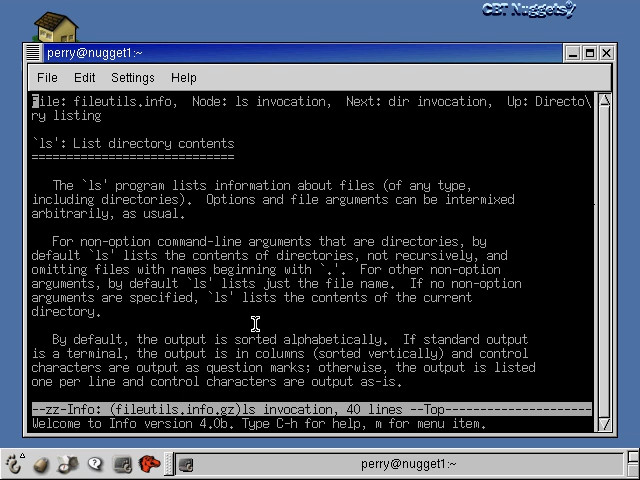 CBT Nuggets
perry@nugget1:~
File Edit Settings Help
File: fileutils.info,  Node: ls invocation,  Next: dir invocation,  Up: Directo\
ry listing
`ls': List directory contents
=============================
The `ls' program lists information about files (of any type,
including directories).  Options and file arguments can be intermixed
arbitrarily, as usual.
For non-option command-line arguments that are directories, by
default `ls' lists the contents of directories, not recursively, and
omitting files with names beginning with `.'.  For other non-option
arguments, by default `ls' lists just the file name.  If no non-option
arguments are specified, `ls' lists the contents of the current
directory.
By default, the output is sorted alphabetically.  If standard output
is a terminal, the output is in columns (sorted vertically) and control
characters are output as question marks; otherwise, the output is listed
one per line and control characters are output as-is.
--zz-Info: (fileutils.info.gz)ls invocation, 40 lines --Top-----------------------
Welcome to Info version 4.0b. Type C-h for help, m for menu item.
perry@nugget1:~